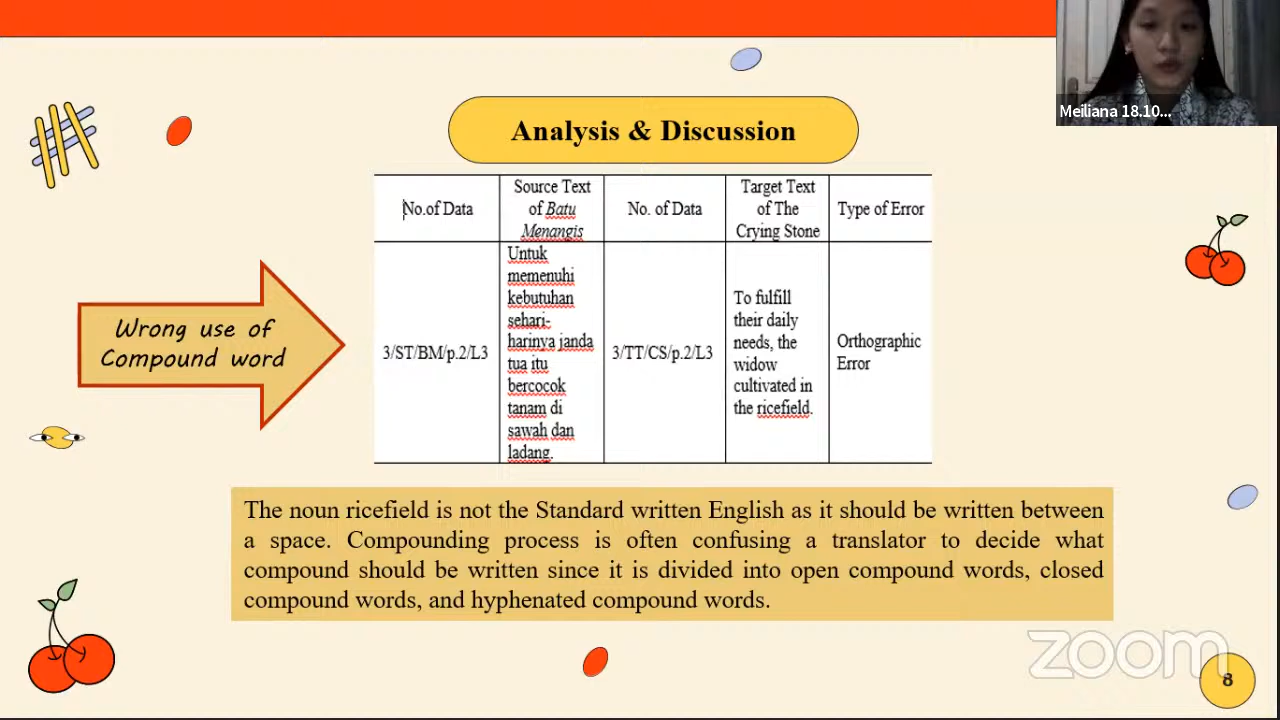 Meiliana 18.10...
Analysis & Discussion
No.of Data
Source Text
of Batu
Menangis
No. of Data
Target Text
of The
Crying Stone
Type of Error
Wrong use of
Compound word
3/ST/BM/p.2/L3
Untuk
memenuhi
kebutuhan
sehari-
harinya janda
tua itu
bercocok
tanam di
sawah dan
ladang.
3/TT/CS/p.2/L3
To fulfill
their daily
needs, the
widow
cultivated in
the ricefield.
Orthographic
Error
The noun ricefield is not the Standard written English as it should be written between
a space. Compounding process is often confusing a translator to decide what
compound should be written since it is divided into open compound words, closed
compound words, and hyphenated compound words.
zoom
8